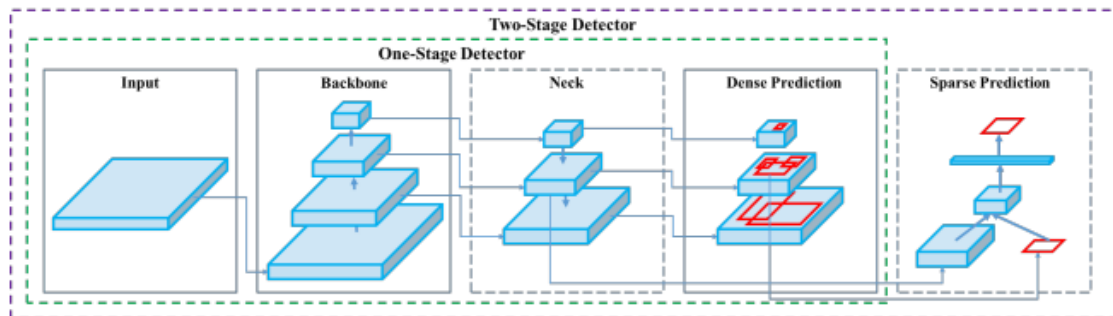 Two-Stage Detector
One-Stage Detector
Input
Backbone
Neck
Dense Prediction
Sparse Prediction